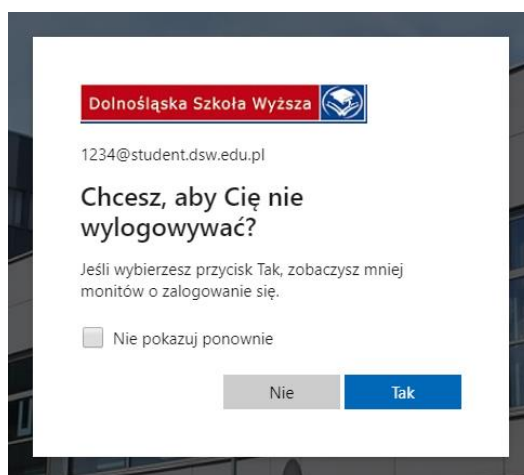 Dolnośląska Szkoła Wyższa
1234@student.dsw.edu.pl
Chcesz, aby Cię nie
wylogowywać?
Jeśli wybierzesz przycisk Tak, zobaczysz mniej
monitów o zalogowanie się.
Nie pokazuj ponownie
Nie Tak